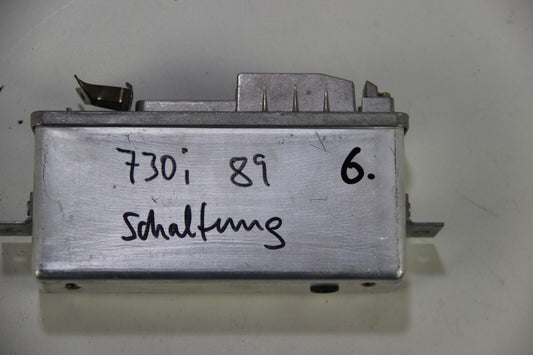 730i 89 6.
Schaltung